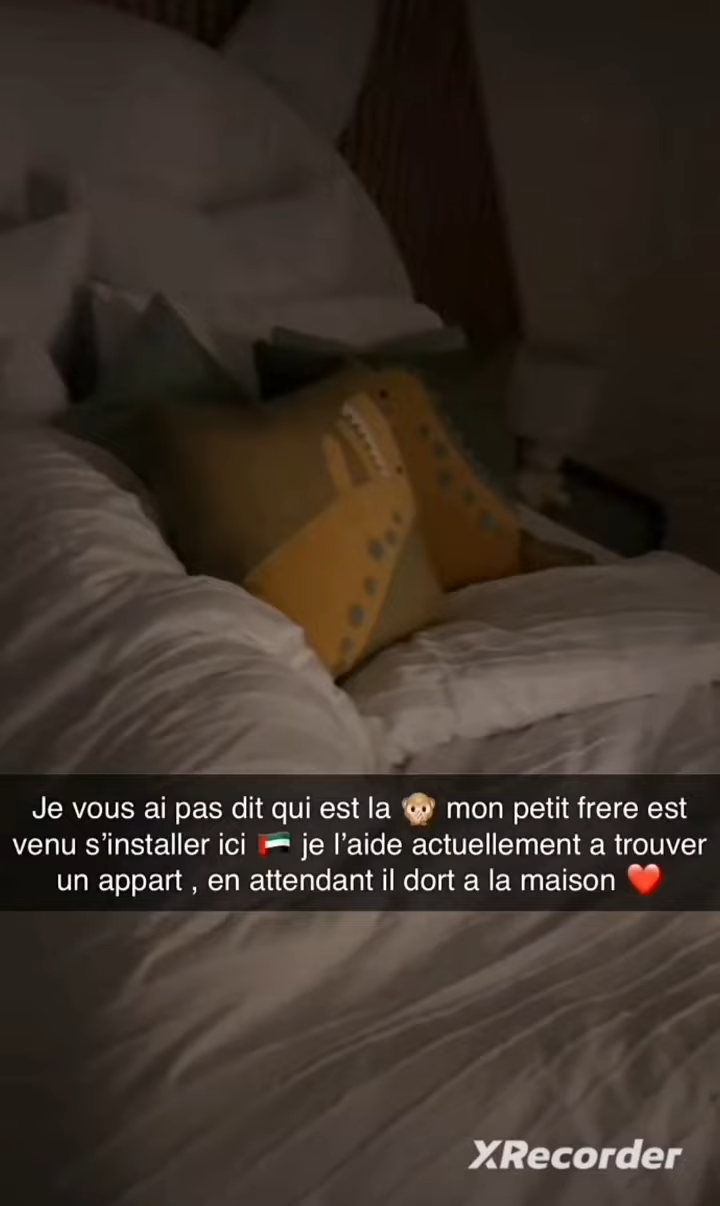 Je vous ai pas dit qui est la 🙊 mon petit frere est
venu s’installer ici 🇦🇪 je l’aide actuellement a trouver
un appart , en attendant il dort a la maison ❤️
XRecorder